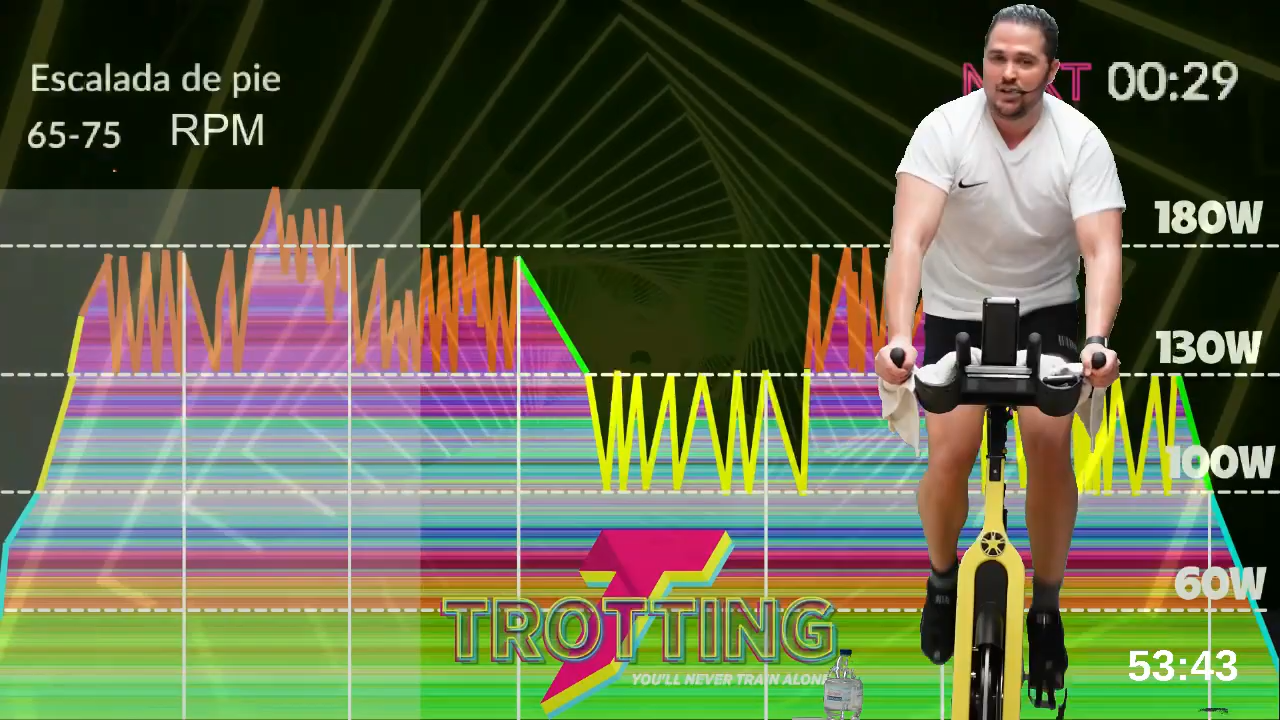 Escalada de pie
NEXT 00:29
65-75 RPM
180W
130W
100W
60W
TROTTING
YOU'LL NEVER TRAIN ALONE
53:43